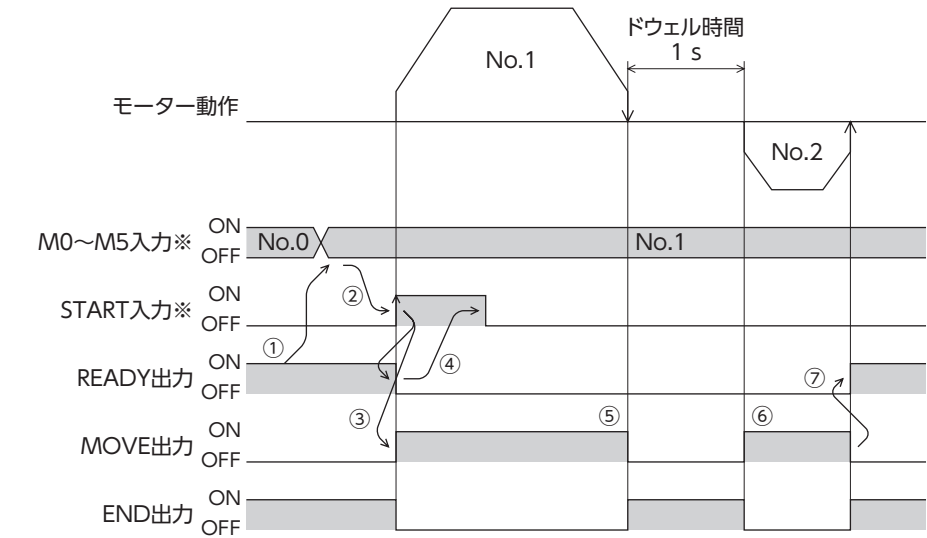 ドウェル時間
1 s
No.1
モーター動作
No.2
M0～M5入力※ ON OFF No.0 No.1
② START入力※ ON OFF
① ④ READY出力 ON OFF ⑦
③ ⑤ ⑥ MOVE出力 ON OFF
END出力 ON OFF